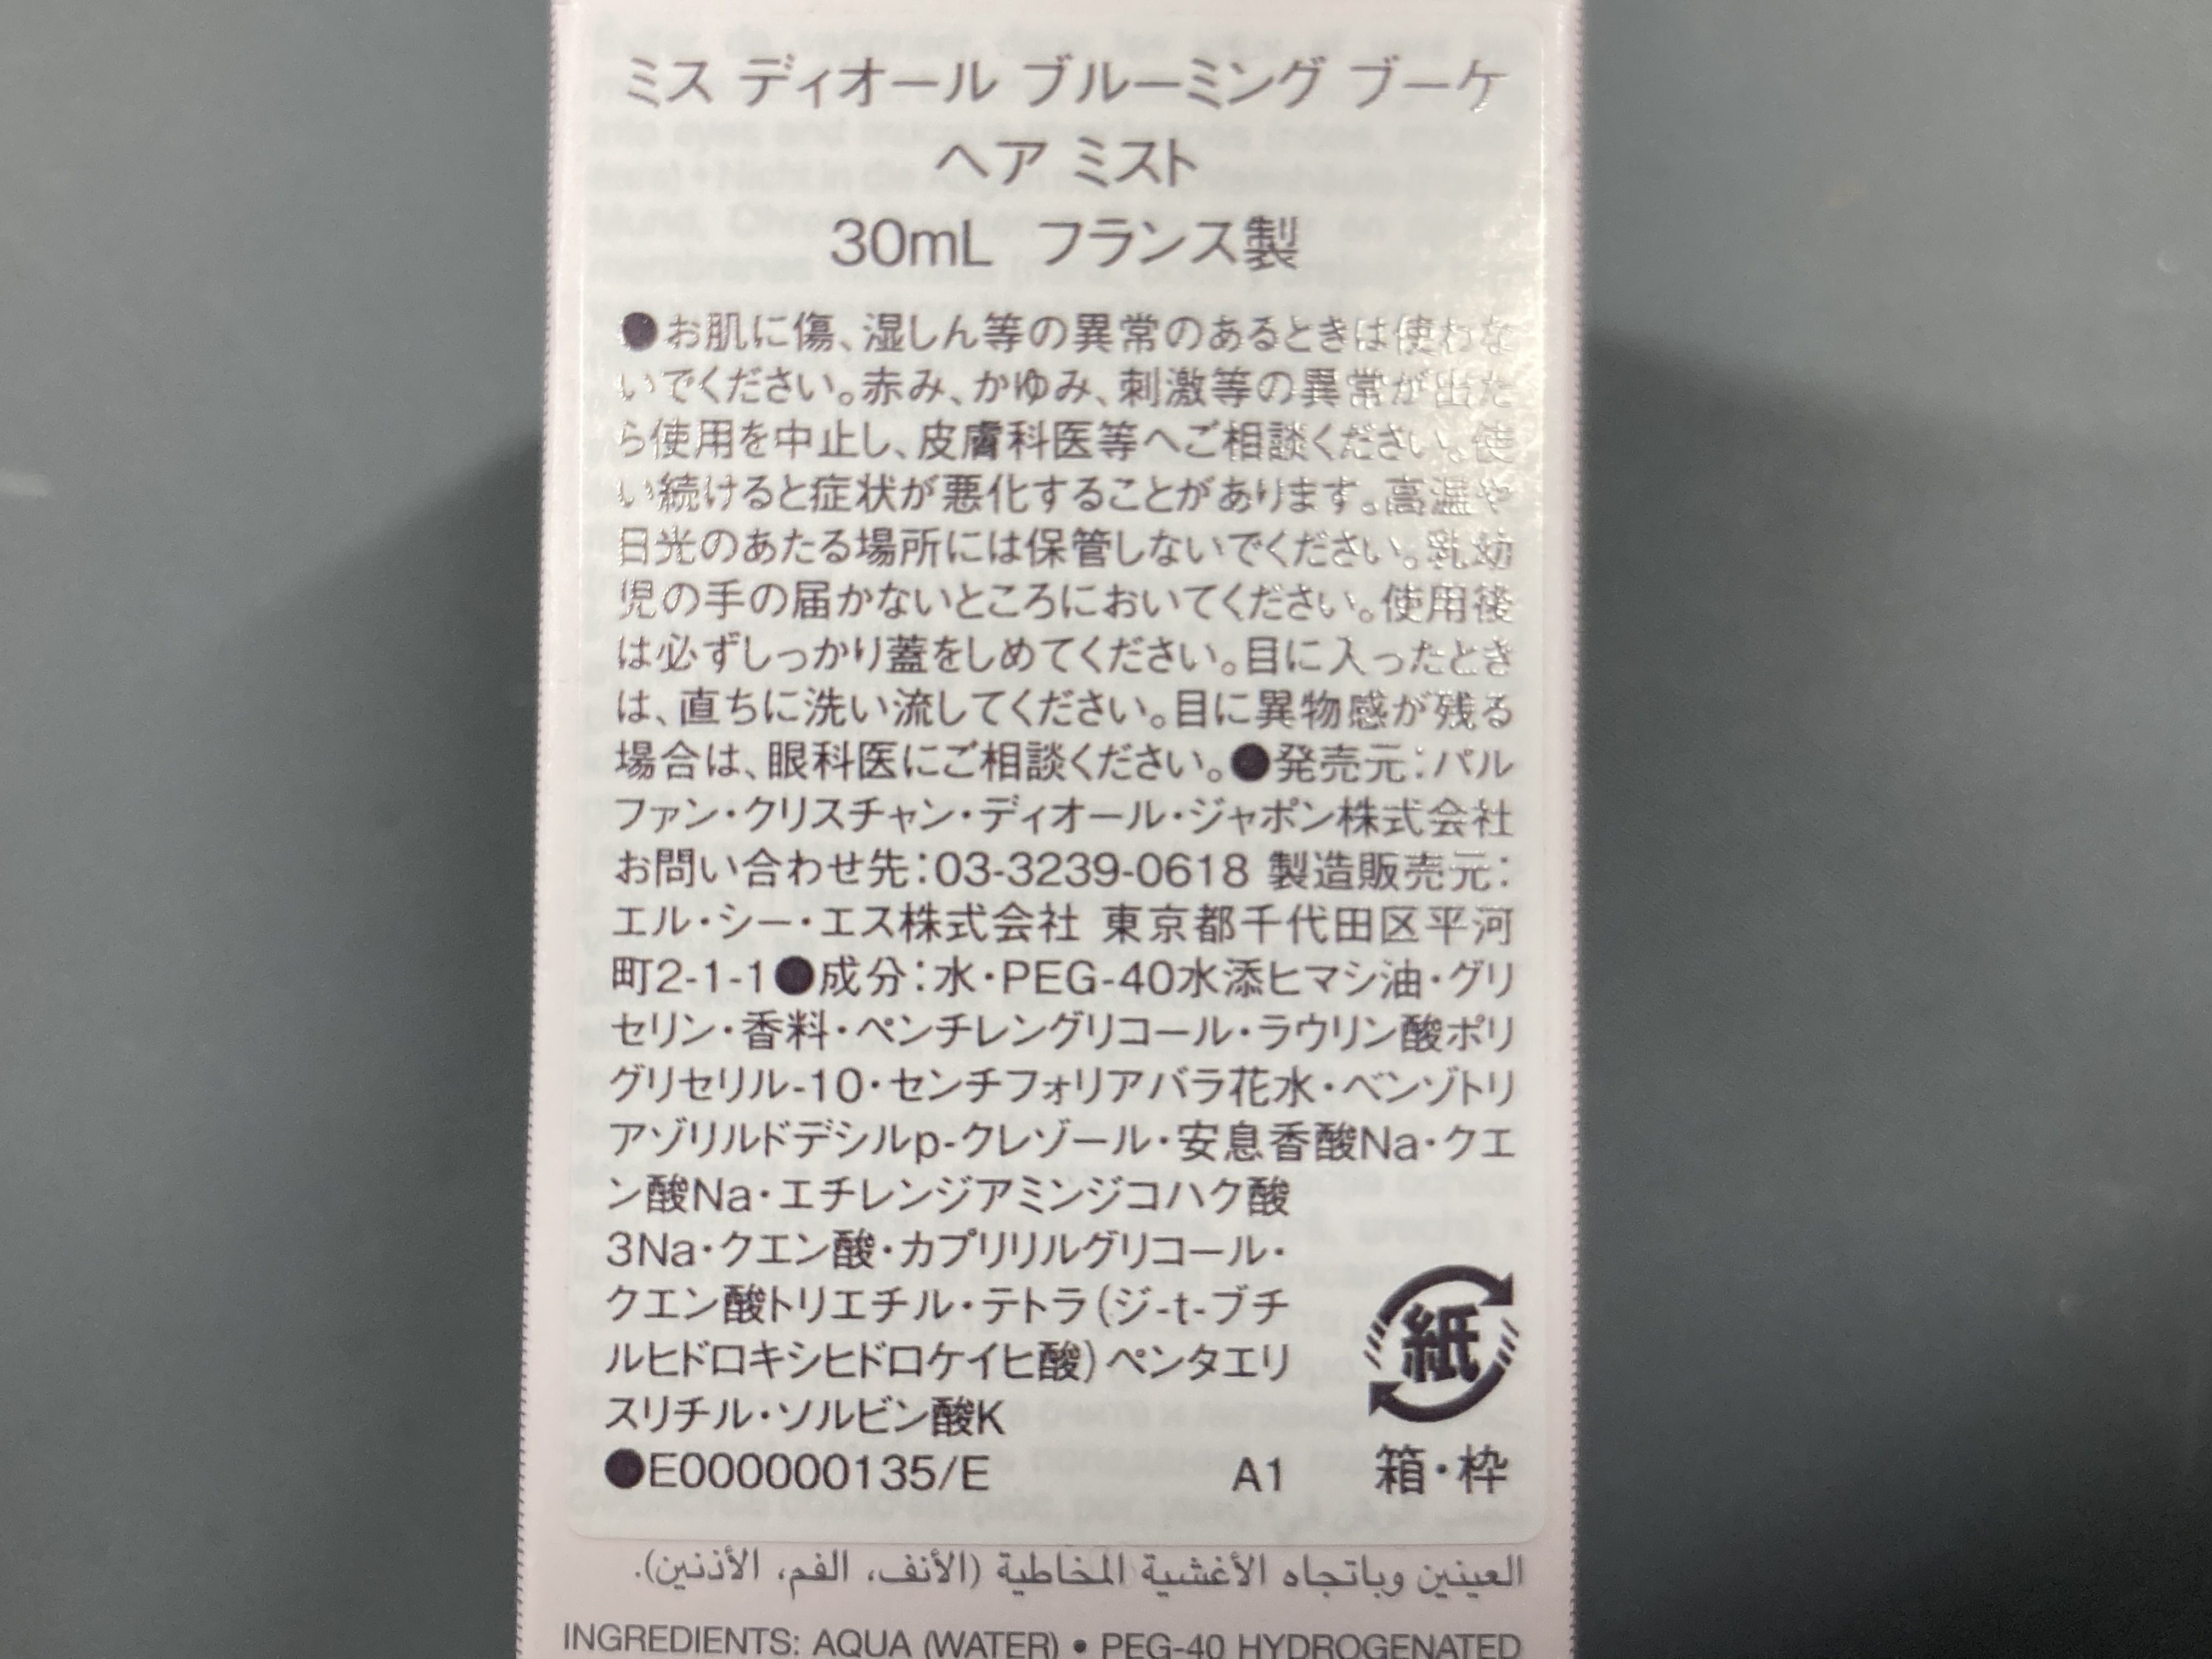 ミス ディオール ブルーミング ブーケ
ヘア ミスト
30mL フランス製
●お肌に傷、湿しん等の異常のあるときは使わな
いでください。赤み、かゆみ、刺激等の異常が出た
ら使用を中止し、皮膚科医等へご相談ください。使
い続けると症状が悪化することがあります。高温や
日光のあたる場所には保管しないでください。乳幼
児の手の届かないところにおいてください。使用後
は必ずしっかり蓋をしめてください。目に入ったとき
は、直ちに洗い流してください。目に異物感が残る
場合は、眼科医にご相談ください。●発売元：パル
ファン・クリスチャン・ディオール・ジャポン株式会社
お問い合わせ先：03-3239-0618 製造販売元：
エル・シー・エス株式会社 東京都千代田区平河
町2-1-1●成分：水・PEG-40水添ヒマシ油・グリ
セリン・香料・ペンチレングリコール・ラウリン酸ポリ
グリセリル-10・センチフォリアバラ花水・ベンゾトリ
アゾリルドデシルp-クレゾール・安息香酸Na・クエ
ン酸Na・エチレンジアミンジコハク酸
3Na・クエン酸・カプリリルグリコール・
クエン酸トリエチル・テトラ(ジ-t-ブチ
ルヒドロキシヒドロケイヒ酸)ペンタエリ
スリチル・ソルビン酸K
紙
●E000000135/E A1 箱・枠
العينين وباتجاه الأغشية المخاطية (الأنف، الفم، الأذنين).
INGREDIENTS: AQUA (WATER) • PEG-40 HYDROGENATED